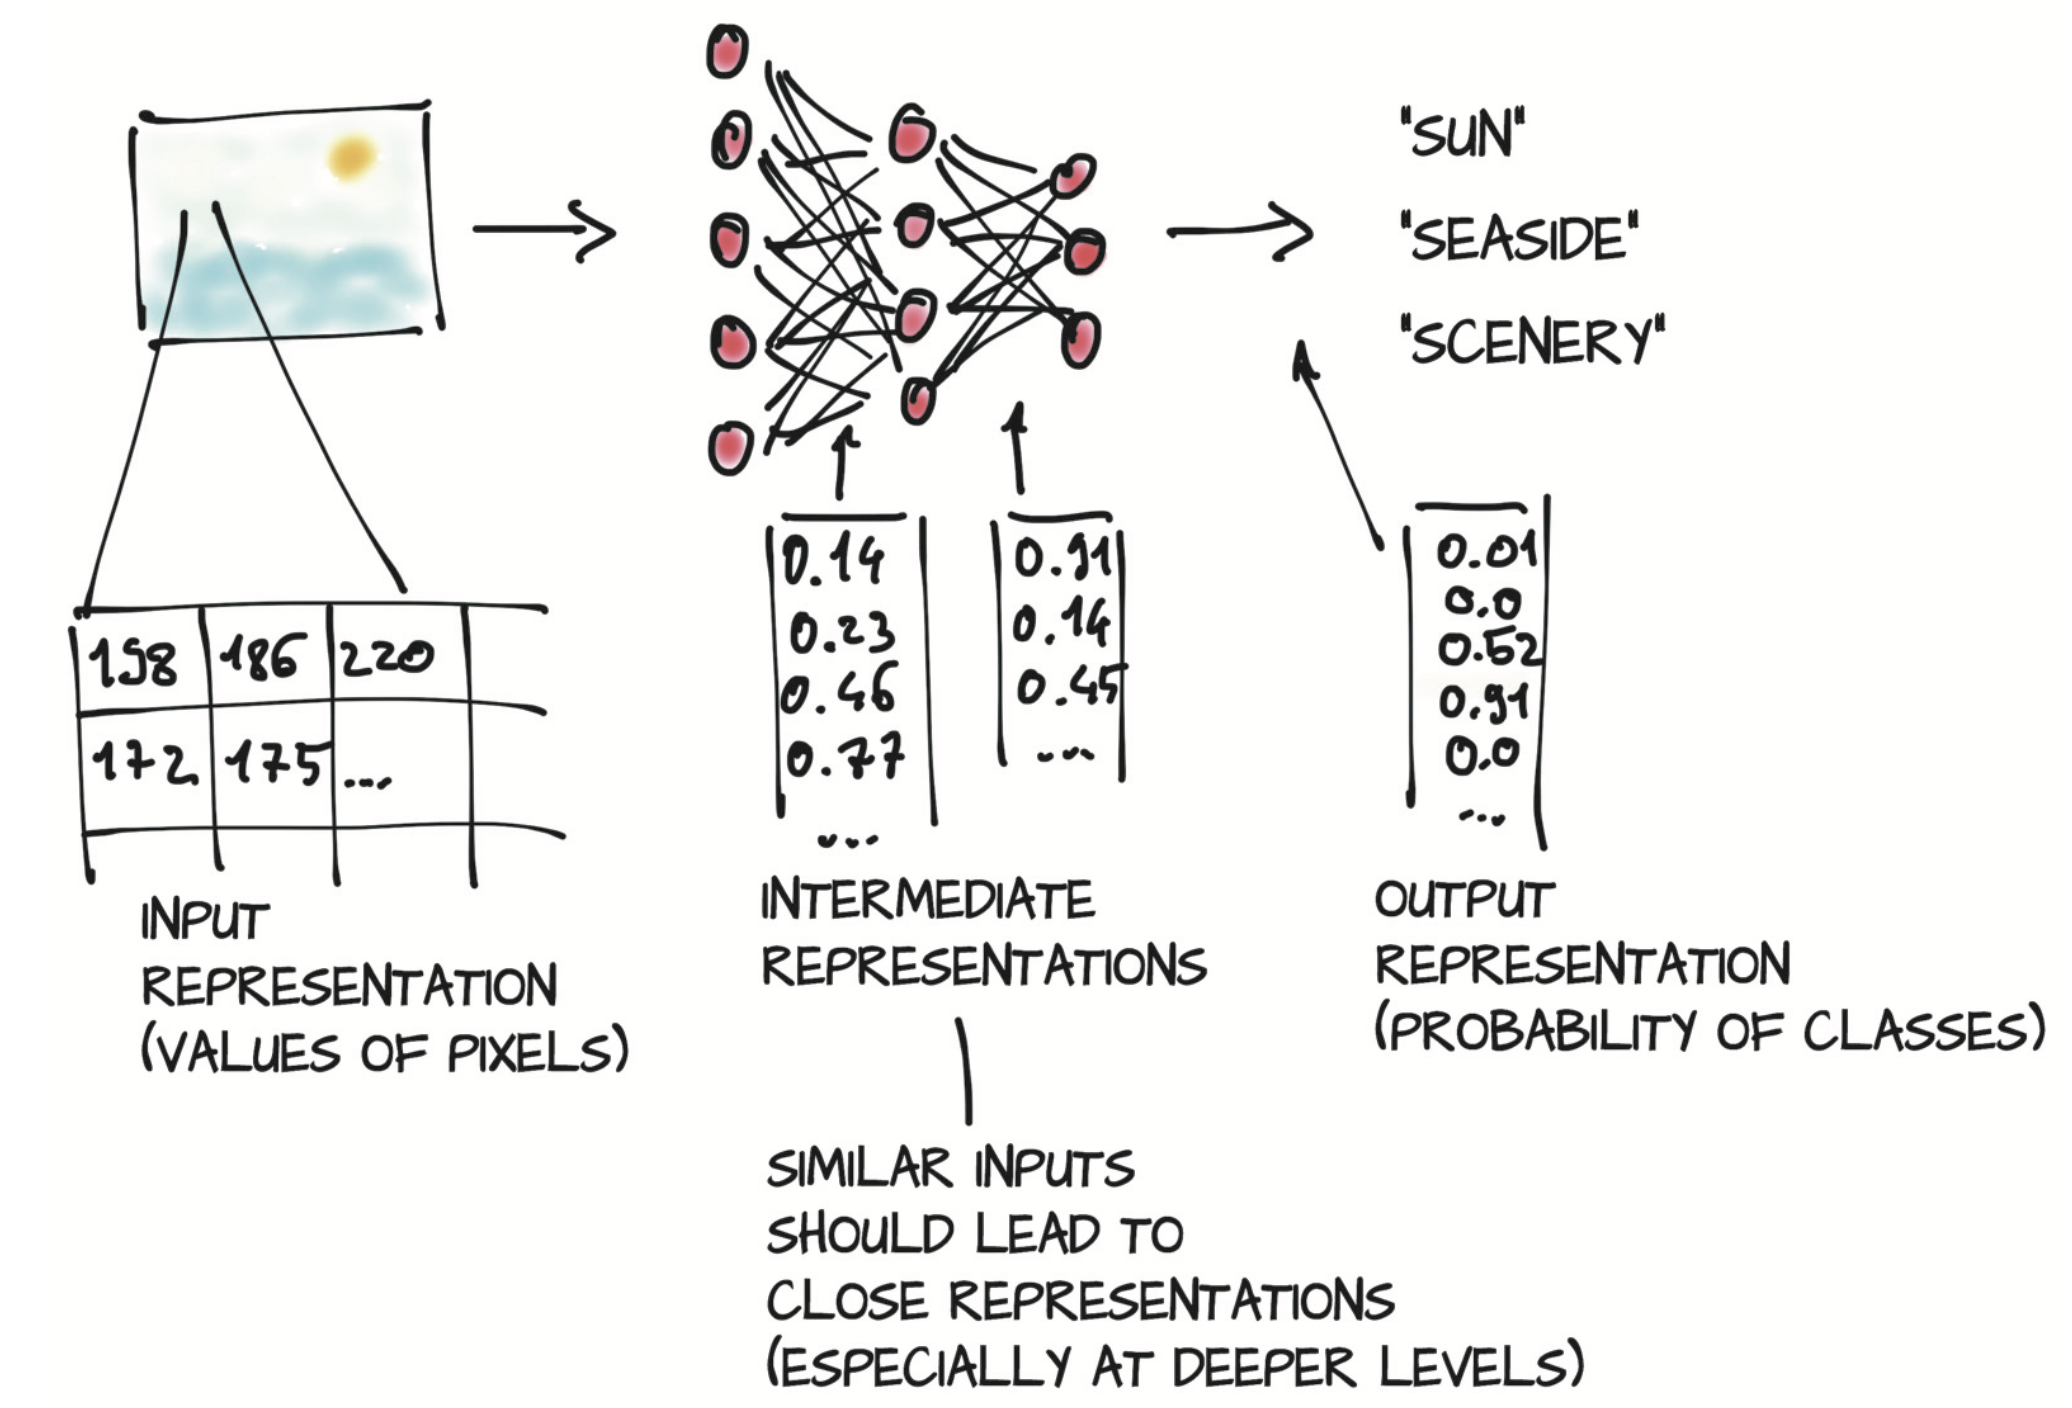 "SUN"
"SEASIDE"
"SCENERY"
198 186 220
172 175 ...
0.14
0.23
0.46
0.77
...
0.91
0.14
0.45
...
0.01
0.0
0.52
0.91
0.0
...
INPUT
REPRESENTATION
(VALUES OF PIXELS)
INTERMEDIATE
REPRESENTATIONS
OUTPUT
REPRESENTATION
(PROBABILITY OF CLASSES)
SIMILAR INPUTS
SHOULD LEAD TO
CLOSE REPRESENTATIONS
(ESPECIALLY AT DEEPER LEVELS)